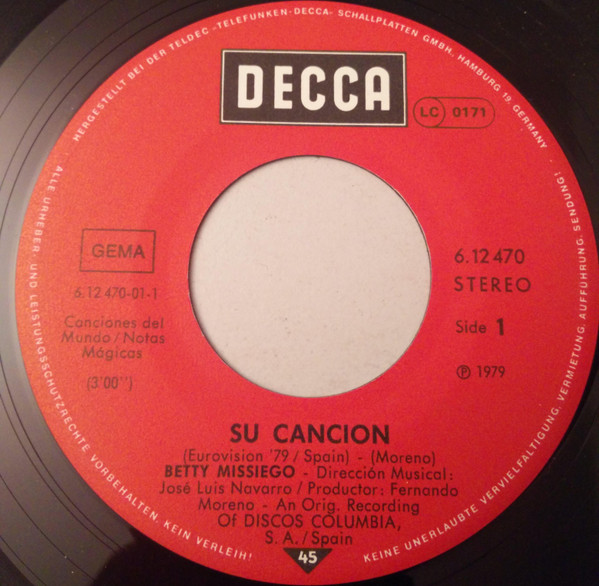 HERGESTELLT BEI DER TELDEC »TELEFUNKEN-DECCA« SCHALLPLATTEN GMBH., HAMBURG 19, GERMANY
DECCA
LC 0171
GEMA
6.12 470-01-1
Canciones del
Mundo / Notas
Mágicas
(3'00")
6.12 470
STEREO
Side 1
℗ 1979
SU CANCION
(Eurovision '79 / Spain) - (Moreno)
BETTY MISSIEGO - Dirección Musical:
José Luis Navarro / Productor: Fernando
Moreno - An Orig. Recording
Of DISCOS COLUMBIA,
S. A. / Spain
45
ALLE URHEBER- UND LEISTUNGSSCHUTZRECHTE VORBEHALTEN. KEIN VERLEIH!
KEINE UNERLAUBTE VERVIELFÄLTIGUNG, VERMIETUNG, AUFFÜHRUNG, SENDUNG!